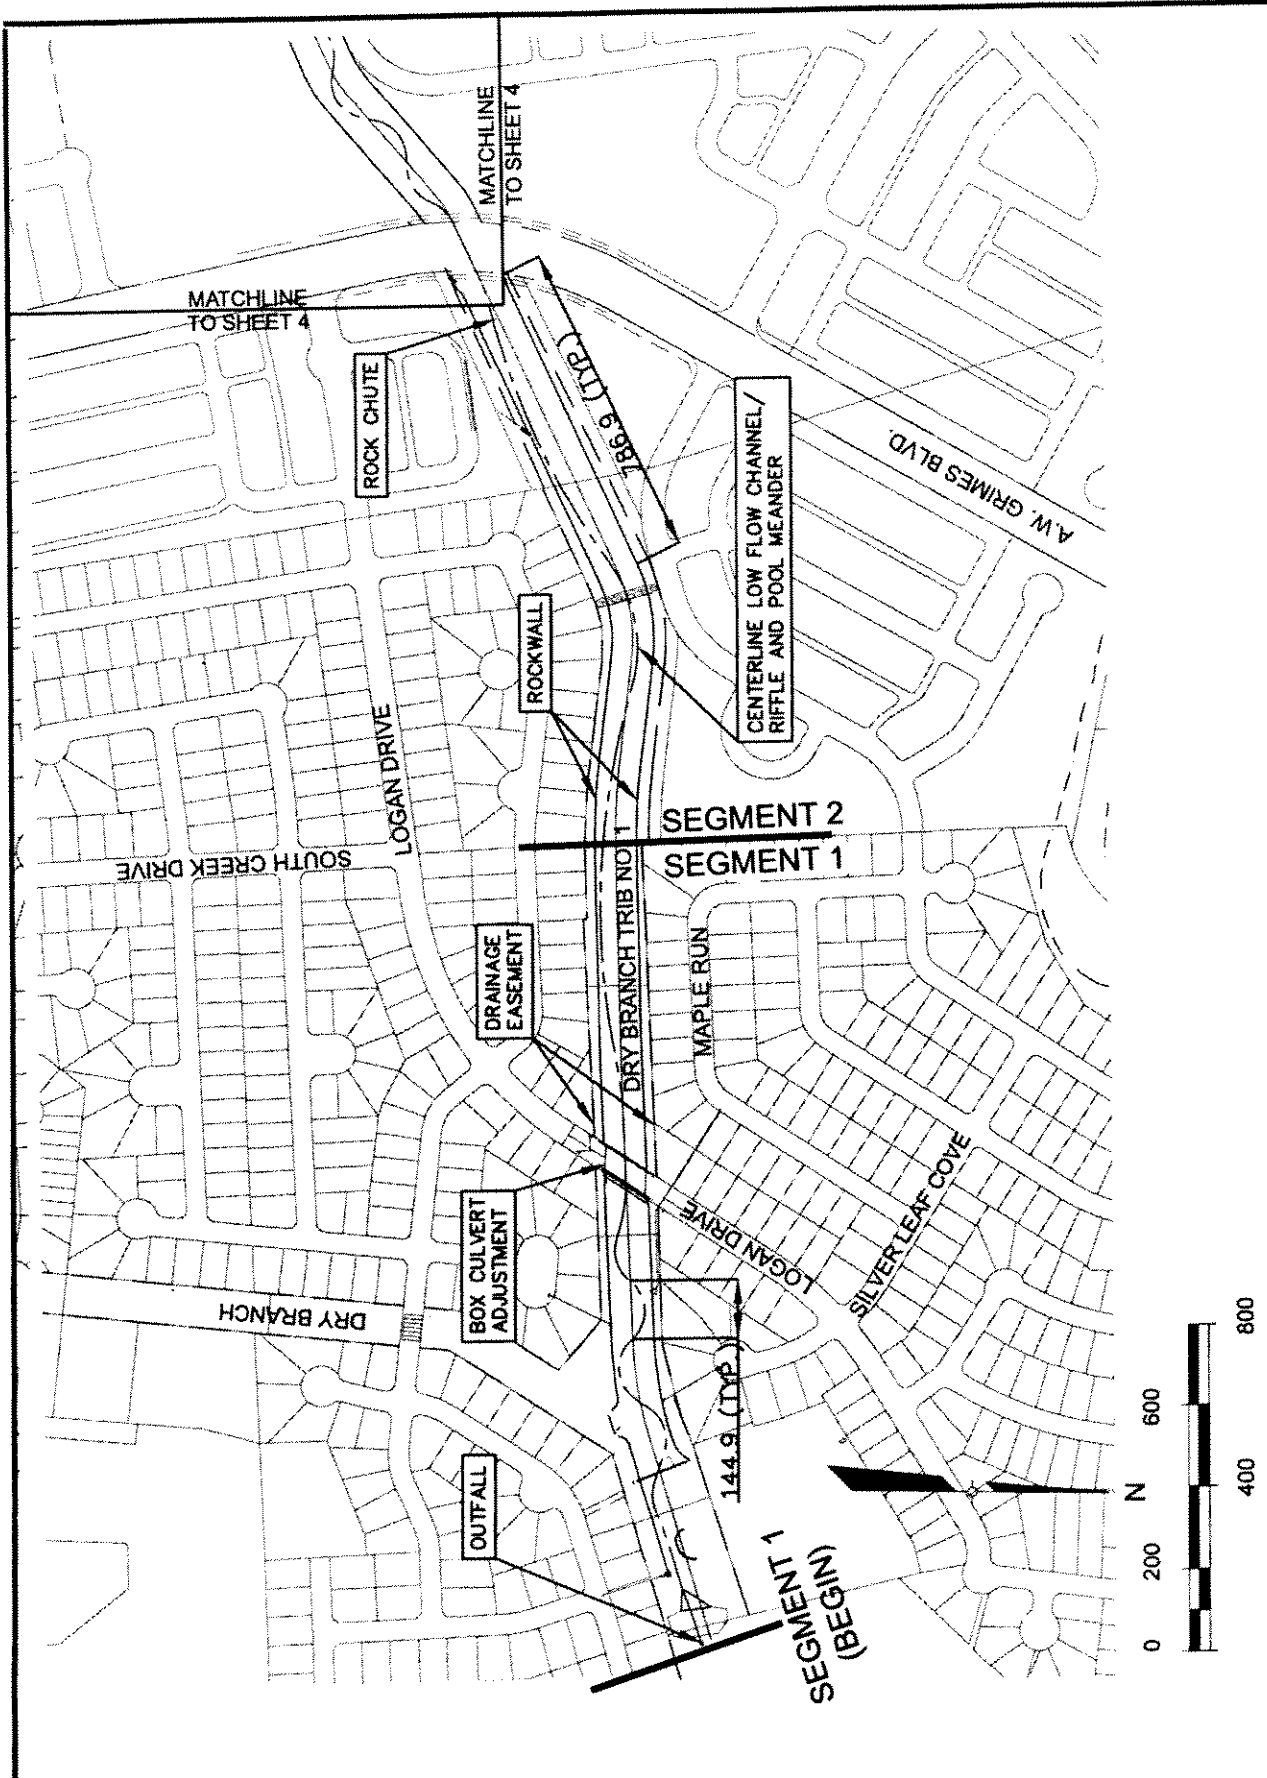 MATCHLINE
TO SHEET 4
MATCHLINE
TO SHEET 4
ROCK CHUTE
786.9 (TYP.)
CENTERLINE LOW FLOW CHANNEL/
RIFFLE AND POOL MEANDER
A.W. GRIMES BLVD.
ROCKWALL
LOGAN DRIVE
SOUTH CREEK DRIVE
SEGMENT 2
SEGMENT 1
DRY BRANCH TRIB NO. 1
DRAINAGE
EASEMENT
MAPLE RUN
BOX CULVERT
ADJUSTMENT
LOGAN DRIVE
SILVER LEAF COVE
DRY BRANCH
144.9 (TYP.)
OUTFALL
SEGMENT 1
(BEGIN)
N
0
200
400
600
800